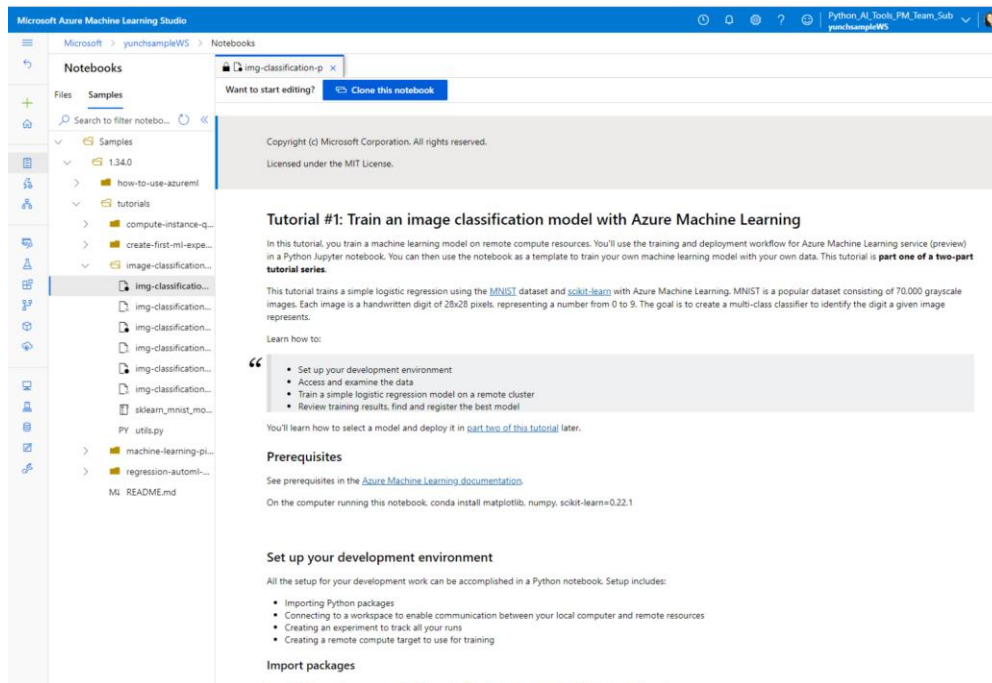 Microsoft Azure Machine Learning Studio
Python_AI_Tools_PM_Team_Sub
yunchsampleWS
Microsoft > yunchsampleWS > Notebooks
Notebooks
Files Samples
Search to filter notebo...
Samples
1.34.0
how-to-use-azureml
tutorials
compute-instance-q...
create-first-ml-expe...
image-classification...
img-classificatio...
img-classification...
img-classification...
img-classification...
img-classification...
img-classification...
sklearn_mnist_mo...
PY utils.py
machine-learning-pi...
regression-automl-...
M↓ README.md
img-classification-p ×
Want to start editing? Clone this notebook
Copyright (c) Microsoft Corporation. All rights reserved.
Licensed under the MIT License.
Tutorial #1: Train an image classification model with Azure Machine Learning
In this tutorial, you train a machine learning model on remote compute resources. You'll use the training and deployment workflow for Azure Machine Learning service (preview)
in a Python Jupyter notebook. You can then use the notebook as a template to train your own machine learning model with your own data. This tutorial is part one of a two-part
tutorial series.
This tutorial trains a simple logistic regression using the MNIST dataset and scikit-learn with Azure Machine Learning. MNIST is a popular dataset consisting of 70,000 grayscale
images. Each image is a handwritten digit of 28x28 pixels, representing a number from 0 to 9. The goal is to create a multi-class classifier to identify the digit a given image
represents.
Learn how to:
“
• Set up your development environment
• Access and examine the data
• Train a simple logistic regression model on a remote cluster
• Review training results, find and register the best model
You'll learn how to select a model and deploy it in part two of this tutorial later.
Prerequisites
See prerequisites in the Azure Machine Learning documentation.
On the computer running this notebook, conda install matplotlib, numpy, scikit-learn=0.22.1
Set up your development environment
All the setup for your development work can be accomplished in a Python notebook. Setup includes:
• Importing Python packages
• Connecting to a workspace to enable communication between your local computer and remote resources
• Creating an experiment to track all your runs
• Creating a remote compute target to use for training
Import packages